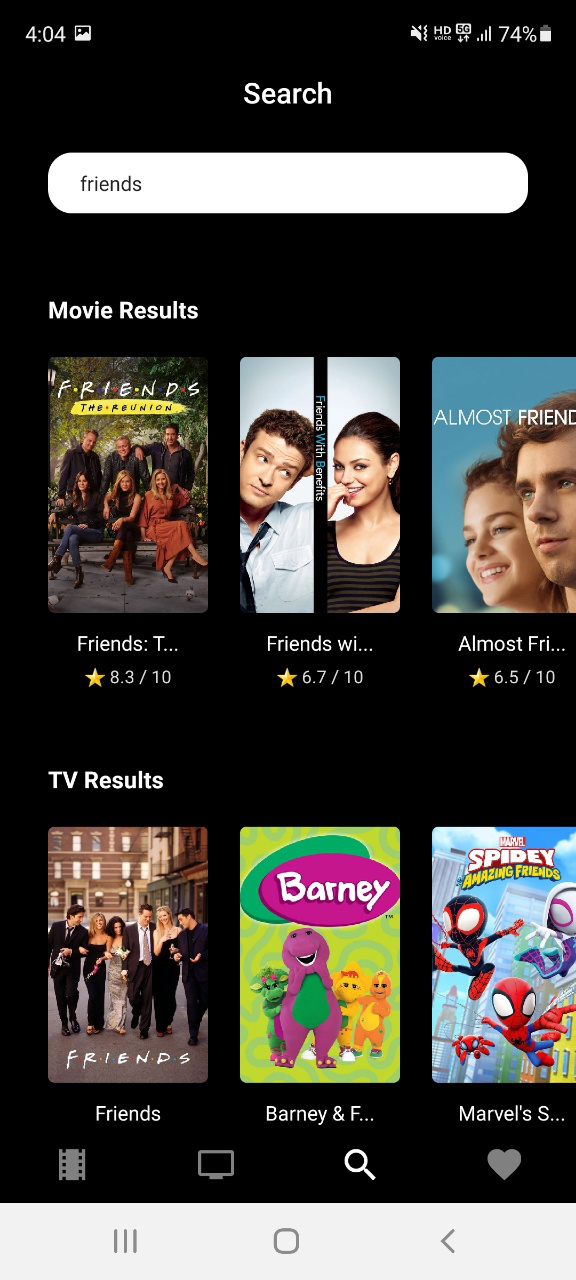 4:04
HD
voice
5G
74%
Search
friends
Movie Results
F·R·I·E·N·D·S
THE REUNION
Friends With Benefits
ALMOST FRIEND
Friends: T...
Friends wi...
Almost Fri...
8.3 / 10
6.7 / 10
6.5 / 10
TV Results
F·R·I·E·N·D·S
Barney
TM
MARVEL
SPIDEY
AMAZING FRIENDS
Friends
Barney & F...
Marvel's S...